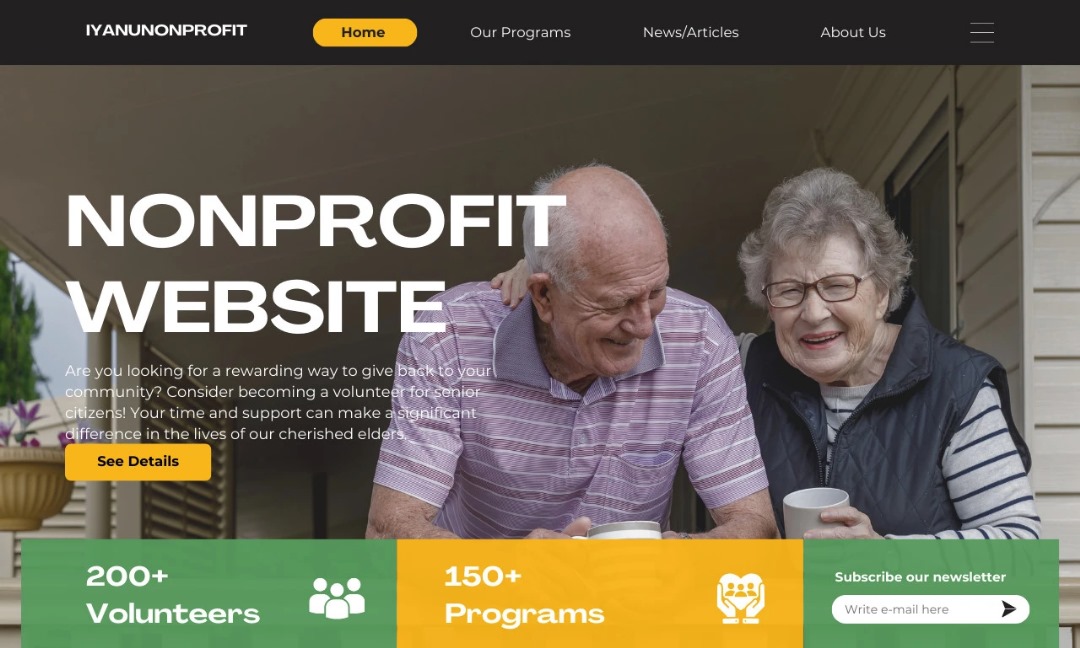 IYANUNONPROFIT
Home
Our Programs
News/Articles
About Us
NONPROFIT
WEBSITE
Are you looking for a rewarding way to give back to your
community? Consider becoming a volunteer for senior
citizens! Your time and support can make a significant
difference in the lives of our cherished elders.
See Details
200+
Volunteers
150+
Programs
Subscribe our newsletter
Write e-mail here